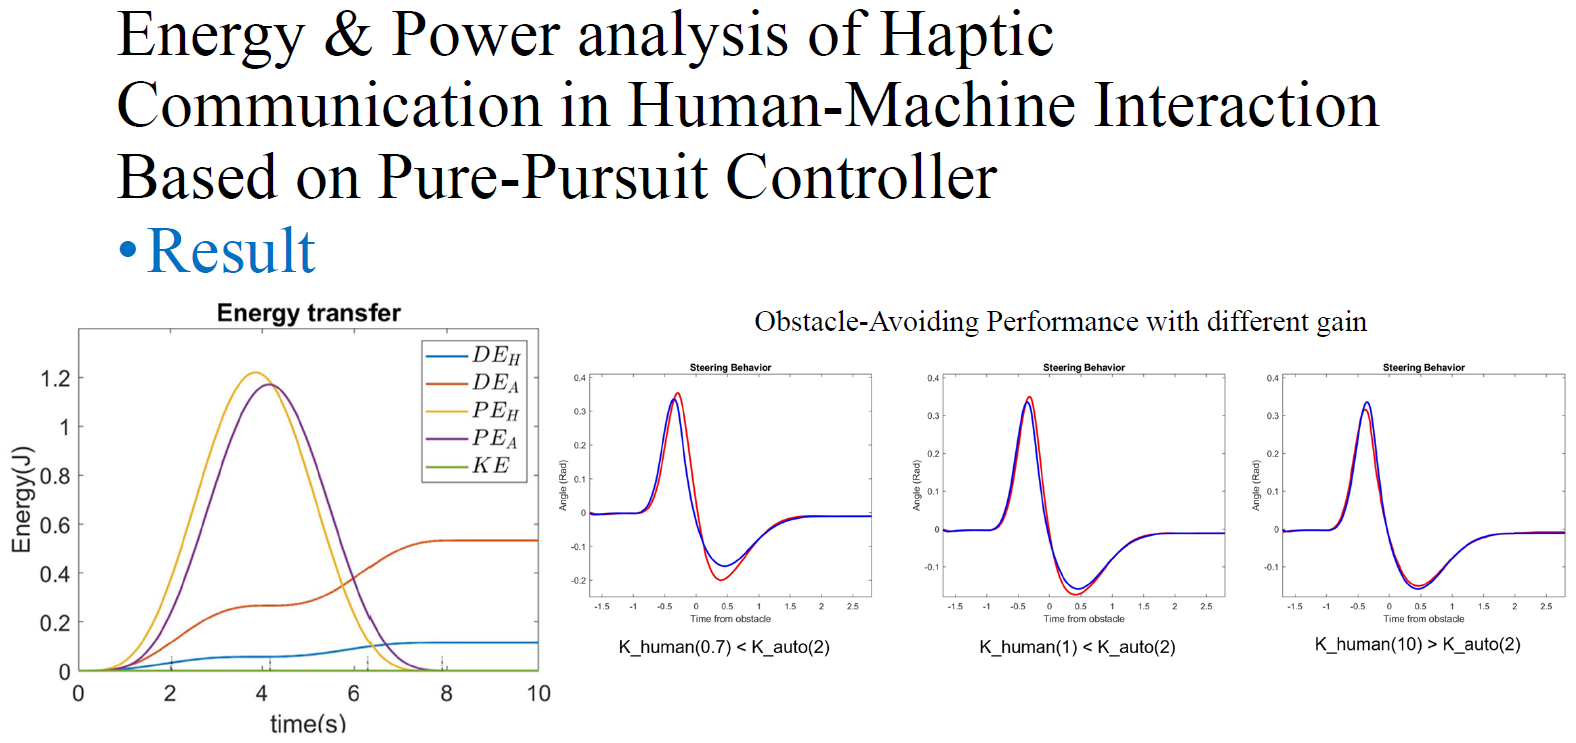 Energy & Power analysis of Haptic
Communication in Human-Machine Interaction
Based on Pure-Pursuit Controller
• Result
Energy transfer
DE_H
DE_A
PE_H
PE_A
KE
1.2
1
0.8
0.6
0.4
0.2
0
Energy(J)
0 2 4 6 8 10
time(s)
Obstacle-Avoiding Performance with different gain
Steering Behavior
0.4
0.3
0.2
0.1
0
-0.1
-0.2
Angle (Rad)
-1.5 -1 -0.5 0 0.5 1 1.5 2 2.5
Time from obstacle
K_human(0.7) < K_auto(2)
Steering Behavior
0.4
0.3
0.2
0.1
0
-0.1
Angle (Rad)
-1.5 -1 -0.5 0 0.5 1 1.5 2 2.5
Time from obstacle
K_human(1) < K_auto(2)
Steering Behavior
0.4
0.3
0.2
0.1
0
-0.1
Angle (Rad)
-1.5 -1 -0.5 0 0.5 1 1.5 2 2.5
Time from obstacle
K_human(10) > K_auto(2)